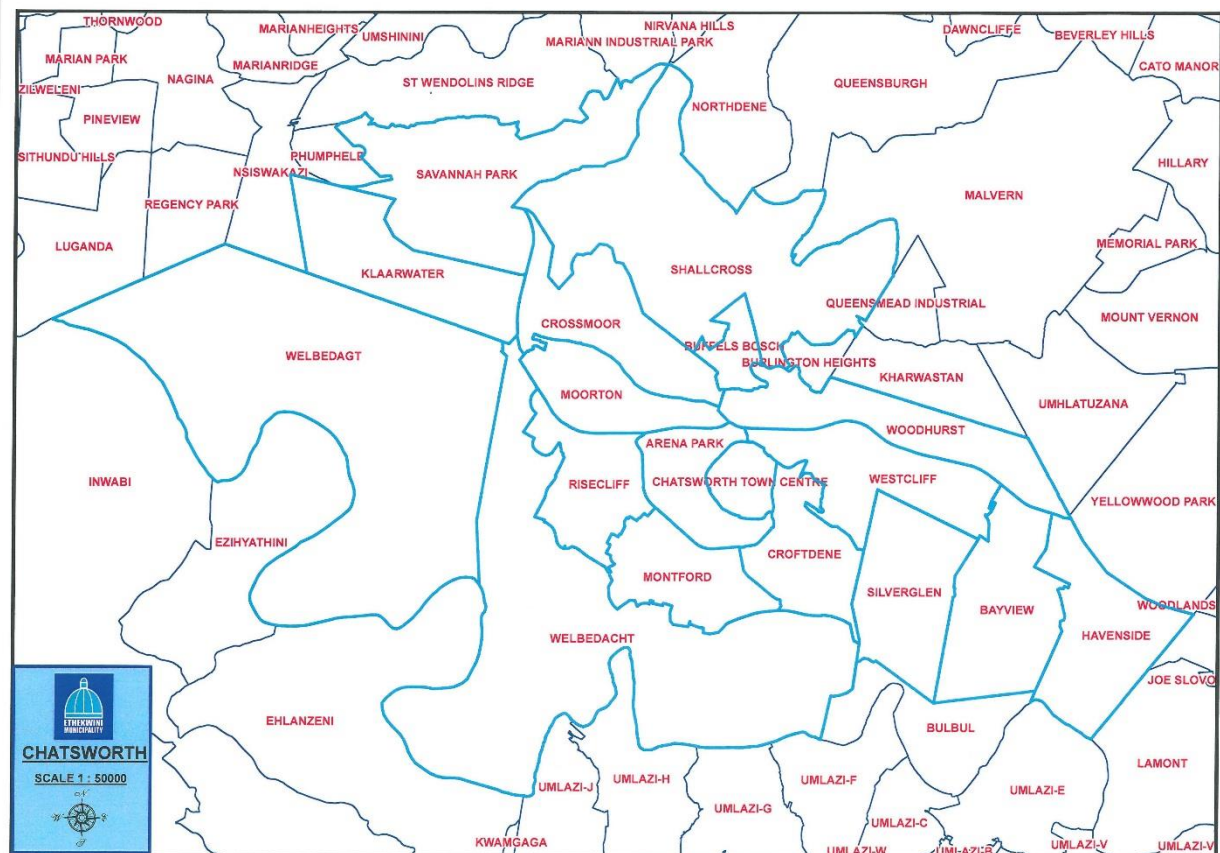 THORNWOOD
MARIANHEIGHTS
UMSHININI
NIRVANA HILLS
MARIANN INDUSTRIAL PARK
DAWNCLIFFE
BEVERLEY HILLS
MARIAN PARK
NAGINA
MARIANRIDGE
CATO MANOR
ZILWELENI
ST WENDOLINS RIDGE
QUEENSBURGH
NORTHDENE
PINEVIEW
SITHUNDU HILLS
PHUMPHELE
HILLARY
NSISWAKAZI
SAVANNAH PARK
MALVERN
REGENCY PARK
LUGANDA
MEMORIAL PARK
KLAARWATER
SHALLCROSS
QUEENSMEAD INDUSTRIAL
MOUNT VERNON
CROSSMOOR
WELBEDAGT
BUFFELS BOSCH
BURLINGTON HEIGHTS
KHARWASTAN
MOORTON
UMHLATUZANA
WOODHURST
ARENA PARK
INWABI
RISECLIFF
CHATSWORTH TOWN CENTRE
WESTCLIFF
YELLOWWOOD PARK
EZIHYATHINI
CROFTDENE
MONTFORD
SILVERGLEN
BAYVIEW
WOODLANDS
WELBEDACHT
HAVENSIDE
JOE SLOVO
EHLANZENI
BULBUL
LAMONT
UMLAZI-J
UMLAZI-H
UMLAZI-F
UMLAZI-E
UMLAZI-G
UMLAZI-C
KWAMGAGA
UMLAZI-W
UMLAZI-B
UMLAZI-V
UMLAZI-V
ETHEKWINI
MUNICIPALITY
CHATSWORTH
SCALE 1 : 50000
N
W
E
S